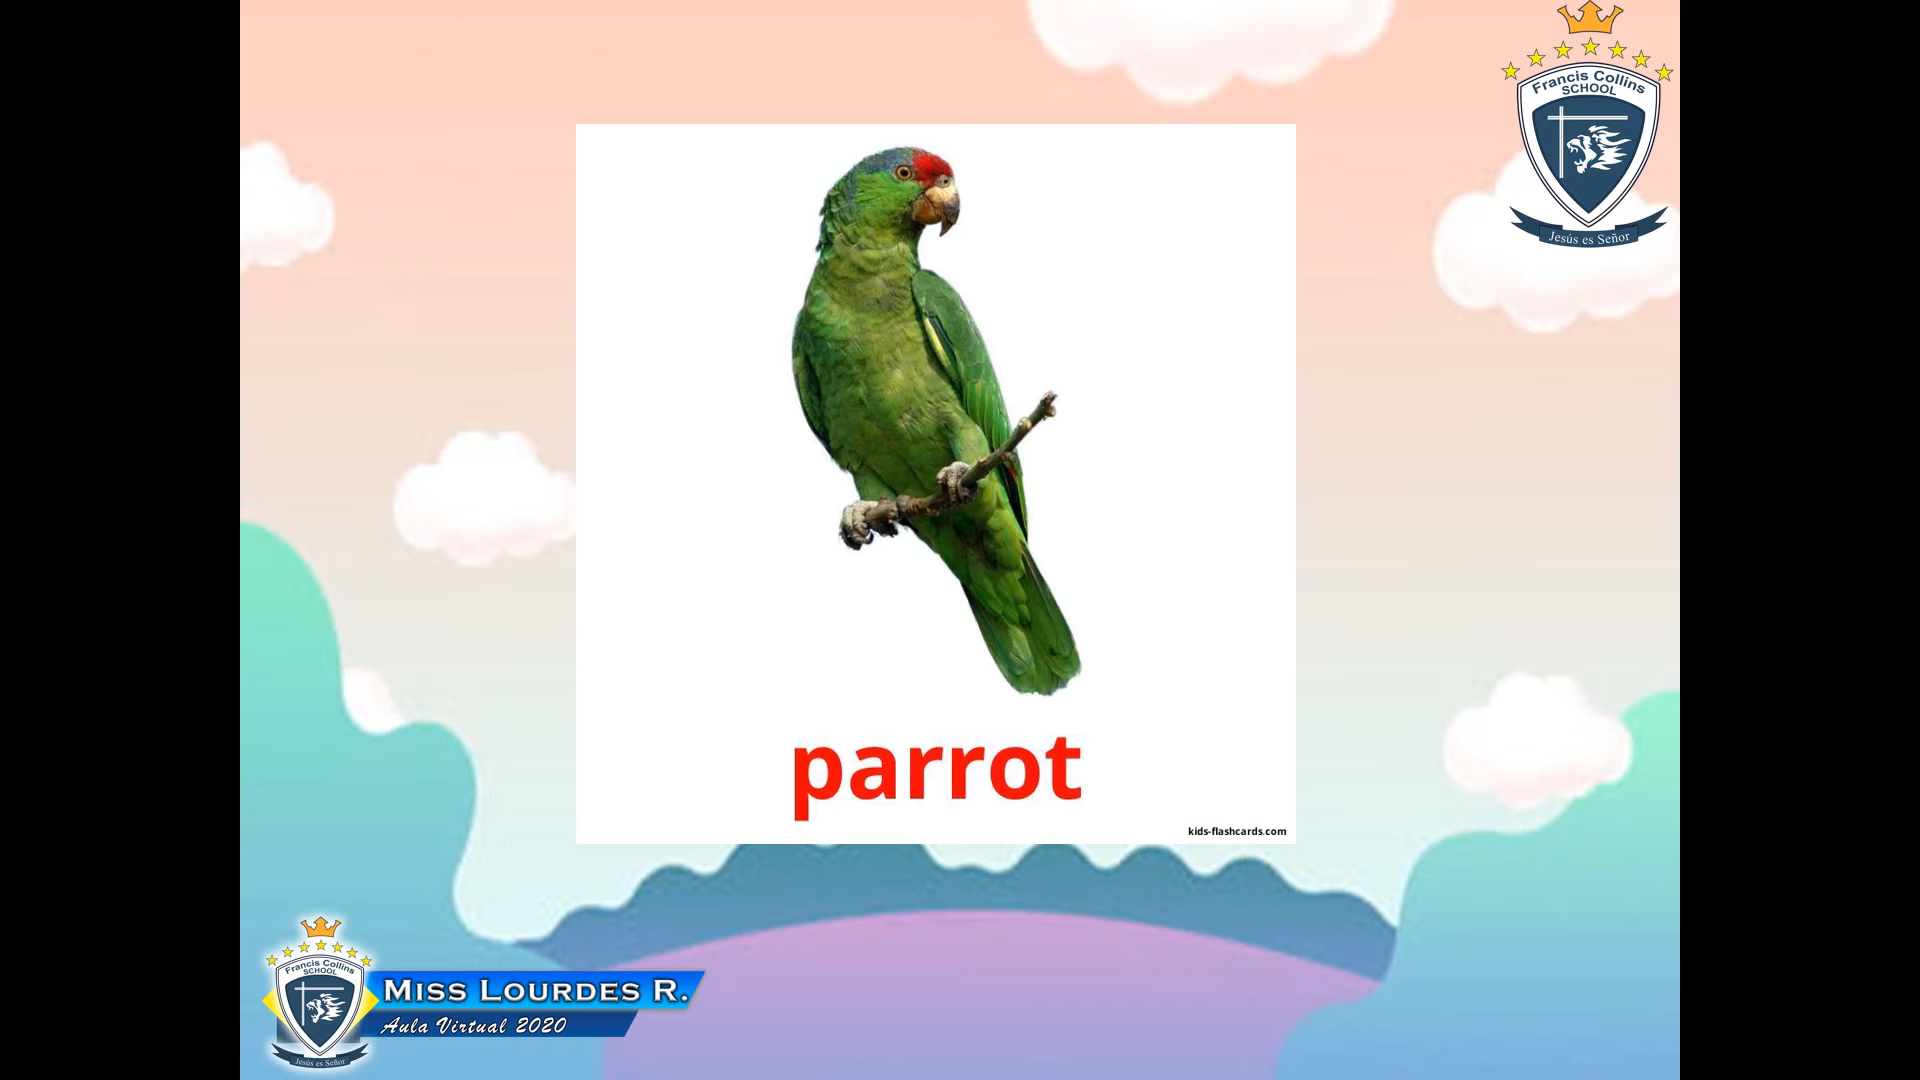 Francis Collins
SCHOOL
Jesús es Señor
parrot
kids-flashcards.com
Francis Collins
SCHOOL
Jesús es Señor
MISS LOURDES R.
Aula Virtual 2020